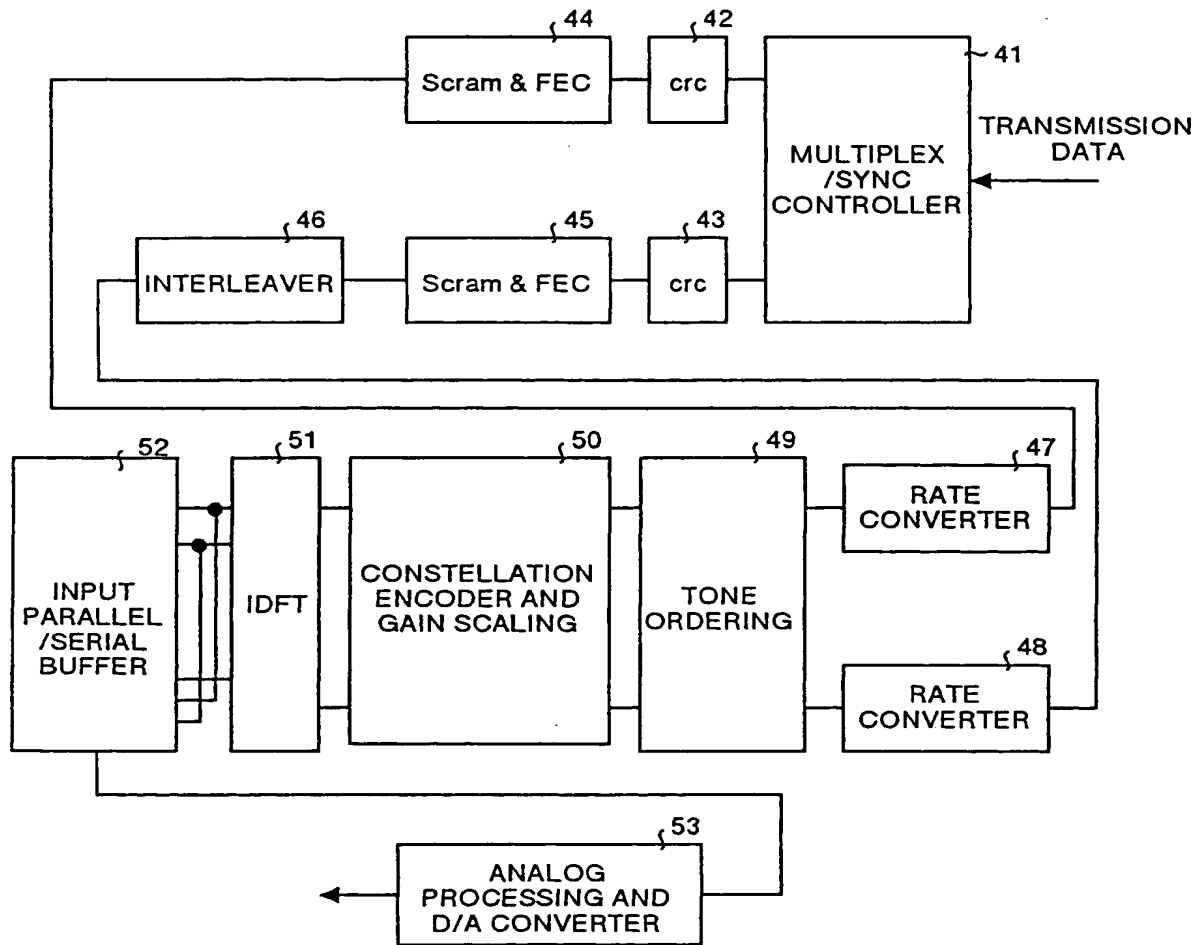 44
42
41
Scram & FEC
crc
TRANSMISSION
DATA
MULTIPLEX
/SYNC
CONTROLLER
46
45
43
INTERLEAVER
Scram & FEC
crc
52
51
50
49
47
RATE
CONVERTER
INPUT
PARALLEL
/SERIAL
BUFFER
IDFT
CONSTELLATION
ENCODER AND
GAIN SCALING
TONE
ORDERING
48
RATE
CONVERTER
53
ANALOG
PROCESSING AND
D/A CONVERTER